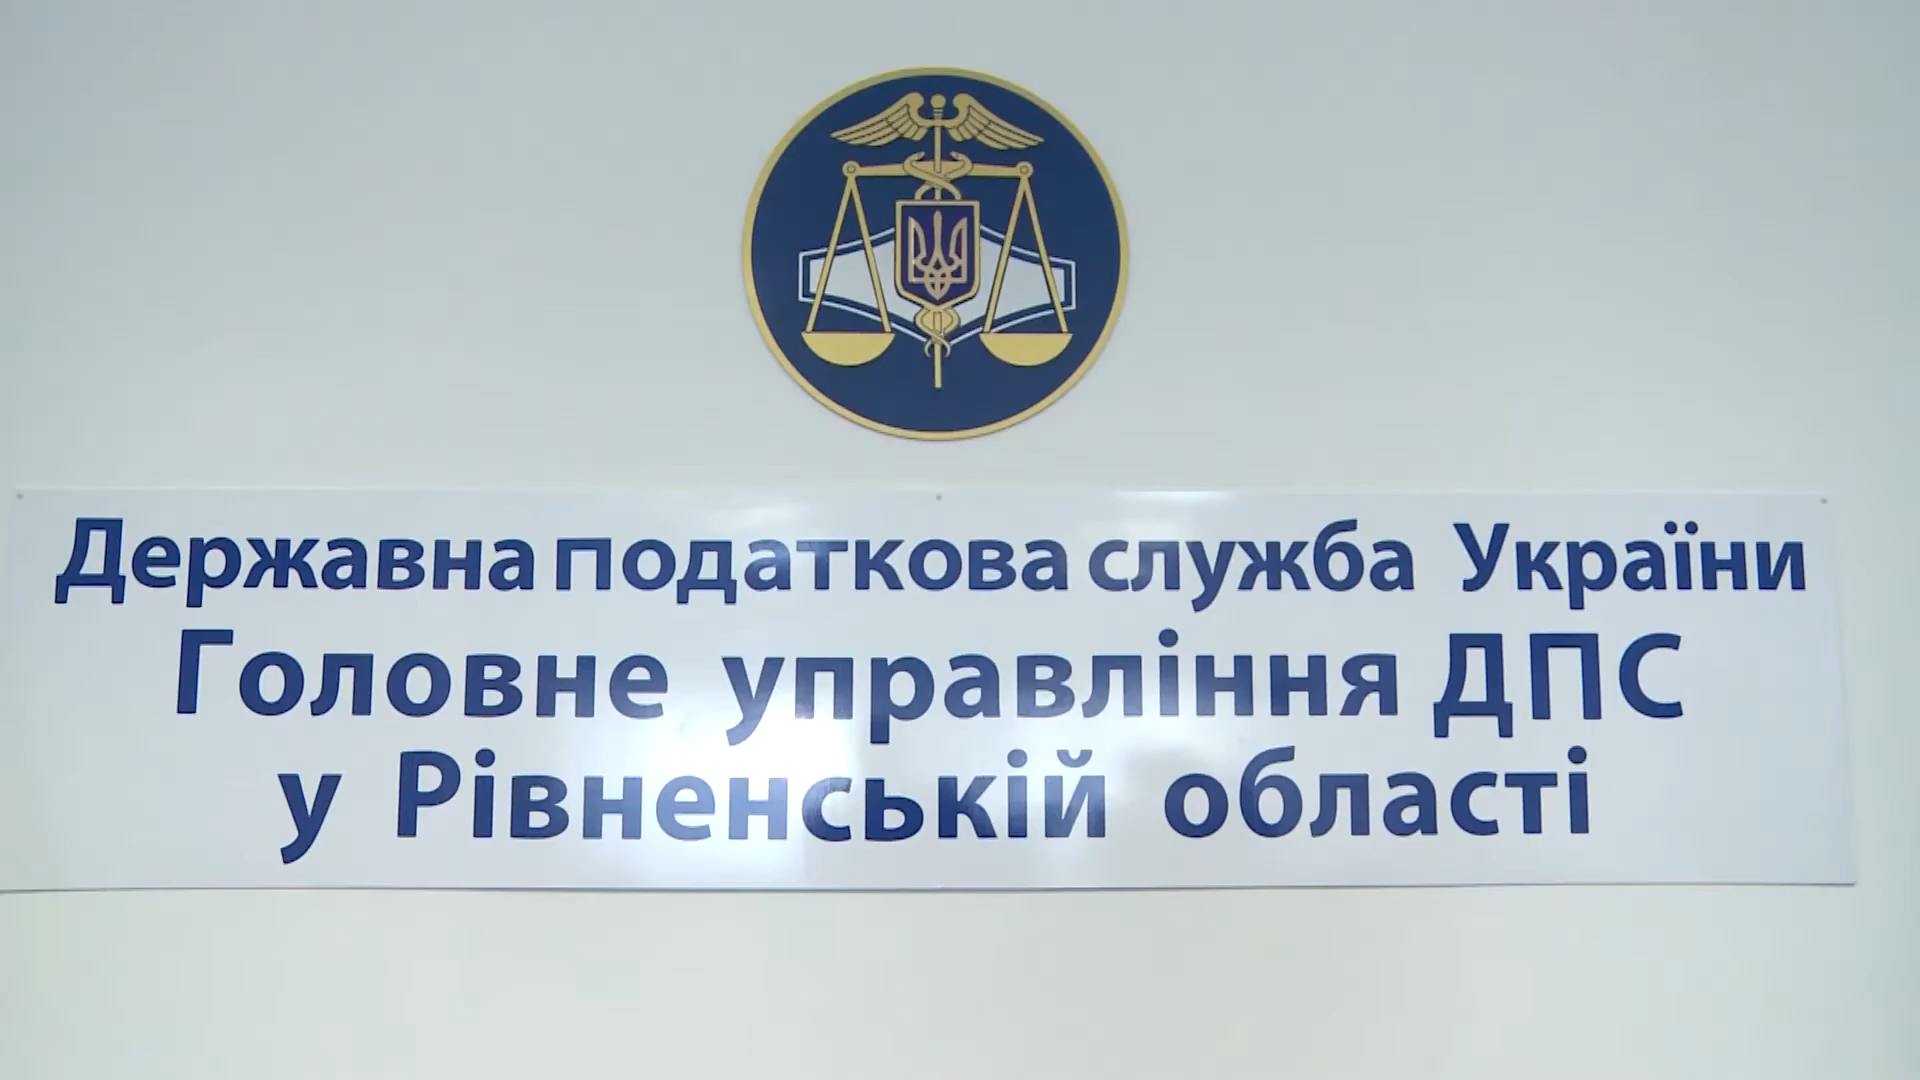 Державна податкова служба України
Головне управління ДПС
у Рівненській області